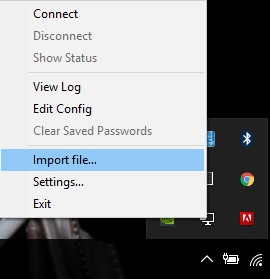 Connect
Disconnect
Show Status
View Log
Edit Config
Clear Saved Passwords
Import file...
Settings...
Exit